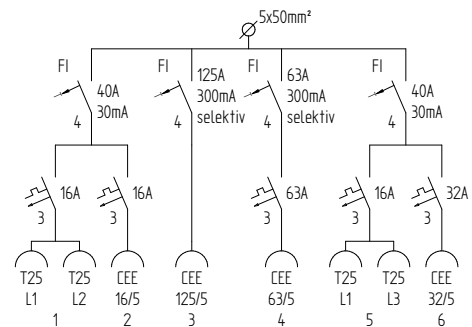 5x50mm²
FI
40A
30mA
4
FI
125A
300mA
selektiv
4
FI
63A
300mA
selektiv
4
FI
40A
30mA
4
16A
3
16A
3
63A
3
16A
3
32A
3
T25
L1
T25
L2
CEE
16/5
CEE
125/5
CEE
63/5
T25
L1
T25
L3
CEE
32/5
1
2
3
4
5
6